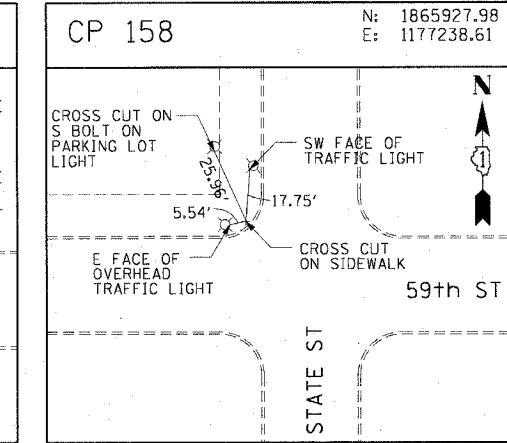 CP 158
N: 1865927.98
E: 1177238.61
N
1
CROSS CUT ON
S BOLT ON
PARKING LOT
LIGHT
SW FACE OF
TRAFFIC LIGHT
25.96'
17.75'
5.54'
E FACE OF
OVERHEAD
TRAFFIC LIGHT
CROSS CUT
ON SIDEWALK
59th ST
STATE ST